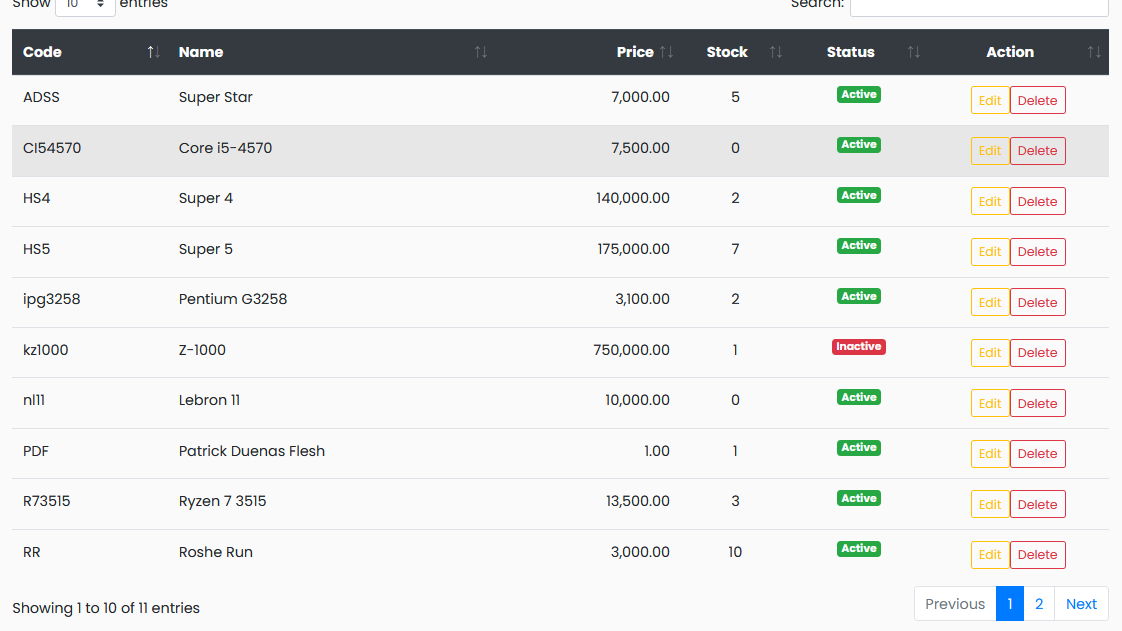 Show 10 entries Search:
Code Name Price Stock Status Action
ADSS Super Star 7,000.00 5 Active Edit Delete
CI54570 Core i5-4570 7,500.00 0 Active Edit Delete
HS4 Super 4 140,000.00 2 Active Edit Delete
HS5 Super 5 175,000.00 7 Active Edit Delete
ipg3258 Pentium G3258 3,100.00 2 Active Edit Delete
kz1000 Z-1000 750,000.00 1 Inactive Edit Delete
nl11 Lebron 11 10,000.00 0 Active Edit Delete
PDF Patrick Duenas Flesh 1.00 1 Active Edit Delete
R73515 Ryzen 7 3515 13,500.00 3 Active Edit Delete
RR Roshe Run 3,000.00 10 Active Edit Delete
Showing 1 to 10 of 11 entries Previous 1 2 Next